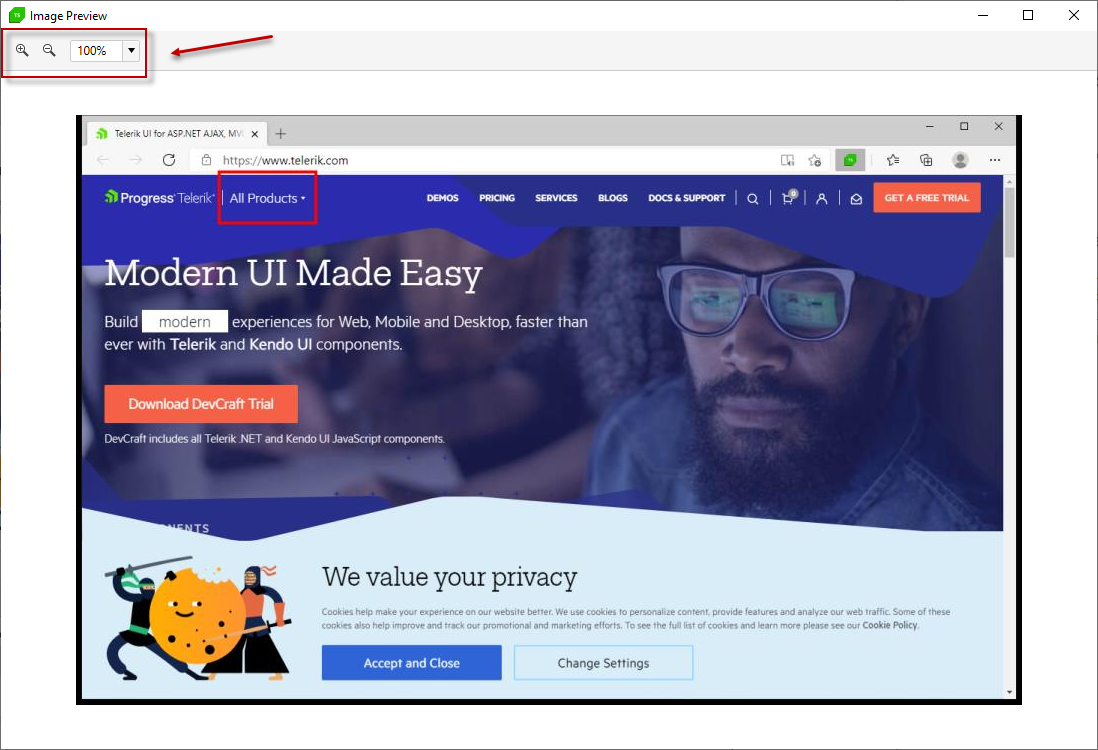 Image Preview
100%
Telerik UI for ASP.NET AJAX, MV
https://www.telerik.com
Progress Telerik
All Products
DEMOS
PRICING
SERVICES
BLOGS
DOCS & SUPPORT
0
GET A FREE TRIAL
Modern UI Made Easy
Build modern experiences for Web, Mobile and Desktop, faster than
ever with Telerik and Kendo UI components.
Download DevCraft Trial
DevCraft includes all Telerik .NET and Kendo UI JavaScript components.
NENTS
We value your privacy
Cookies help make your experience on our website better. We use cookies to personalize content, provide features and analyze our web traffic. Some of these
cookies also help improve and track our promotional and marketing efforts. To see the full list of cookies and learn more please see our Cookie Policy.
Accept and Close
Change Settings